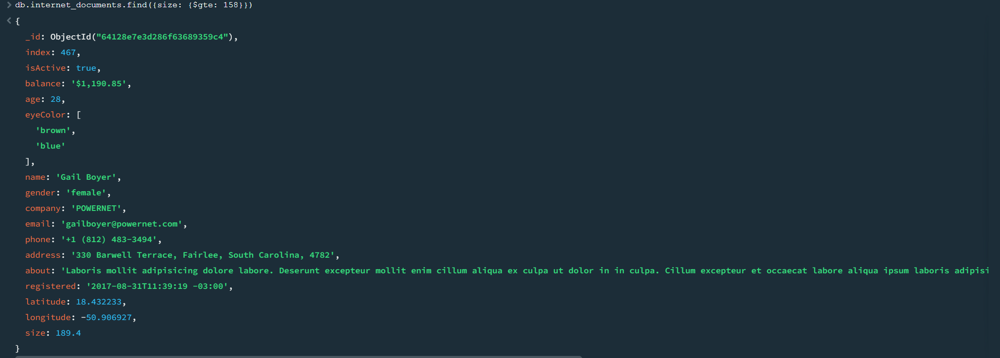 > db.internet_documents.find({size: {$gte: 158}})
< {
_id: ObjectId("64128e7e3d286f63689359c4"),
index: 467,
isActive: true,
balance: '$1,190.85',
age: 28,
eyeColor: [
'brown',
'blue'
],
name: 'Gail Boyer',
gender: 'female',
company: 'POWERNET',
email: 'gailboyer@powernet.com',
phone: '+1 (812) 483-3494',
address: '330 Barwell Terrace, Fairlee, South Carolina, 4782',
about: 'Laboris mollit adipisicing dolore labore. Deserunt excepteur mollit enim cillum aliqua ex culpa ut dolor in in culpa. Cillum excepteur et occaecat labore aliqua ipsum laboris adipisi
registered: '2017-08-31T11:39:19 -03:00',
latitude: 18.432233,
longitude: -50.906927,
size: 189.4
}